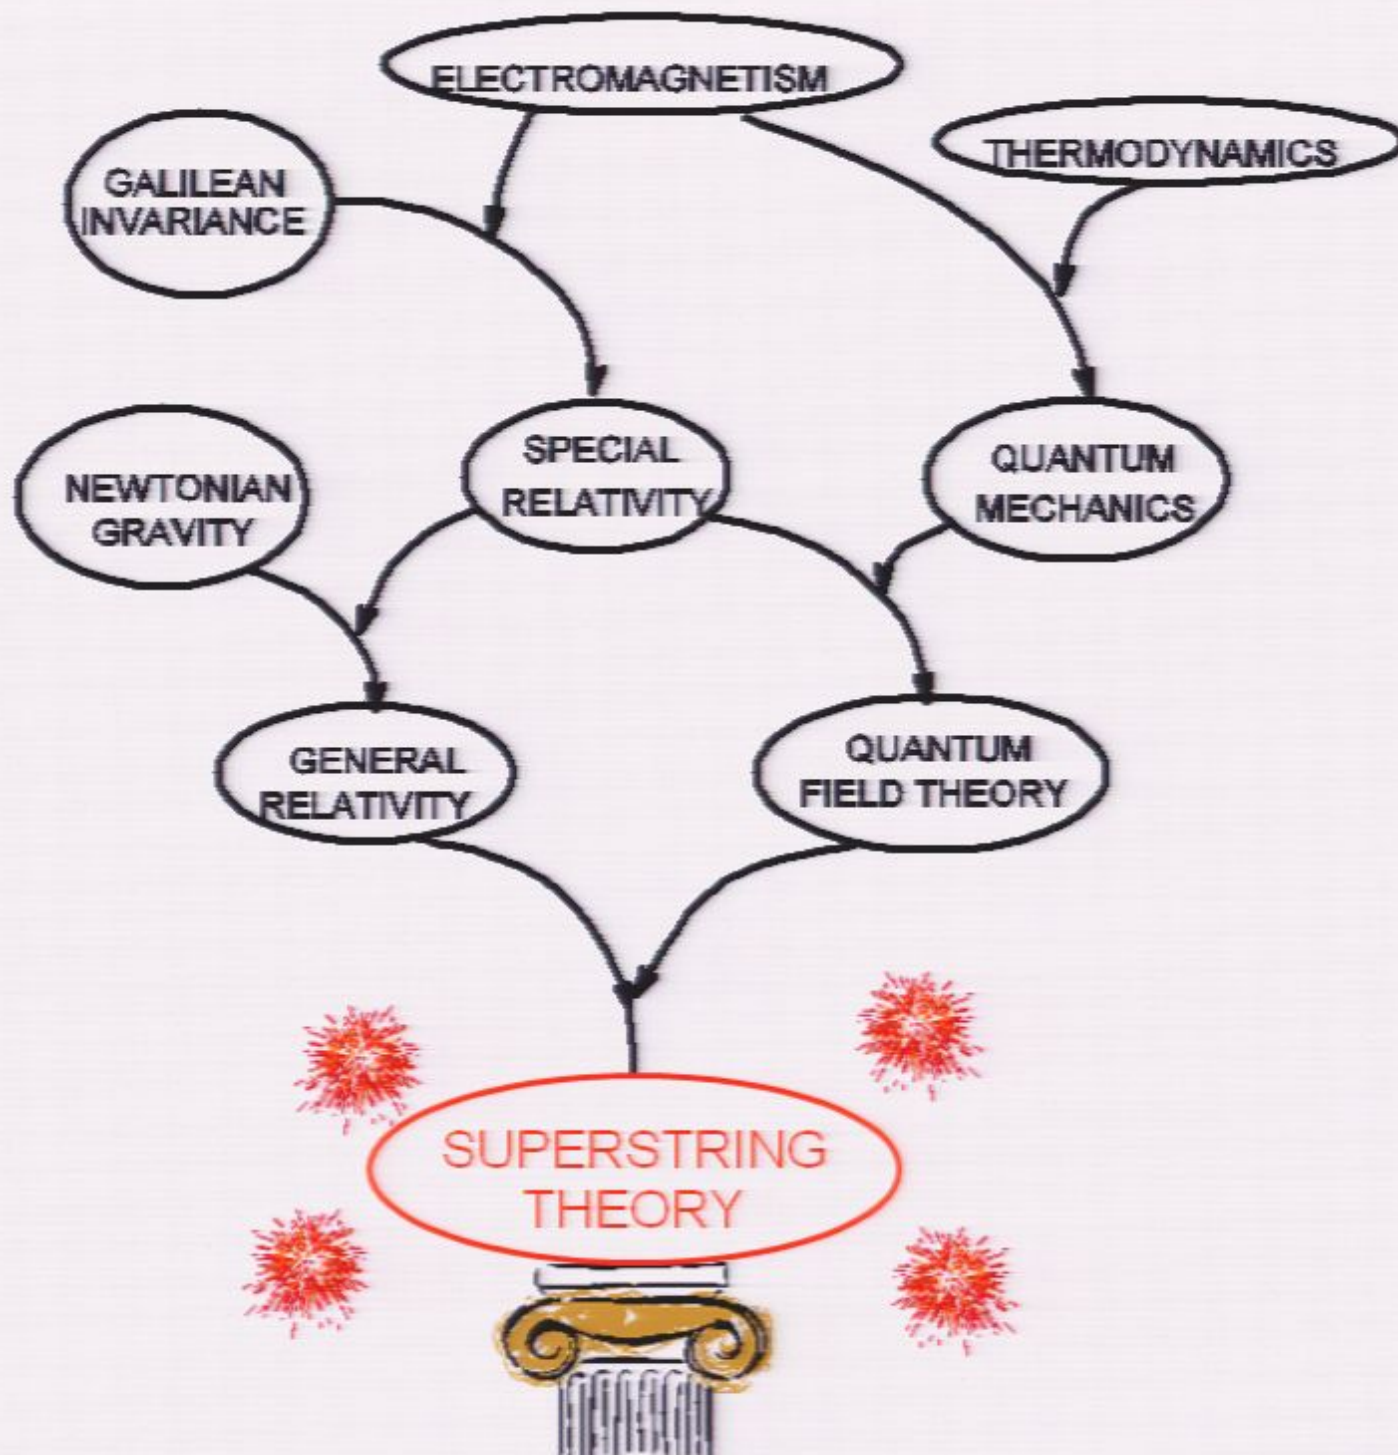 ELECTROMAGNETISM
THERMODYNAMICS
GALILEAN
INVARIANCE
SPECIAL
RELATIVITY
QUANTUM
MECHANICS
NEWTONIAN
GRAVITY
GENERAL
RELATIVITY
QUANTUM
FIELD THEORY
SUPERSTRING
THEORY